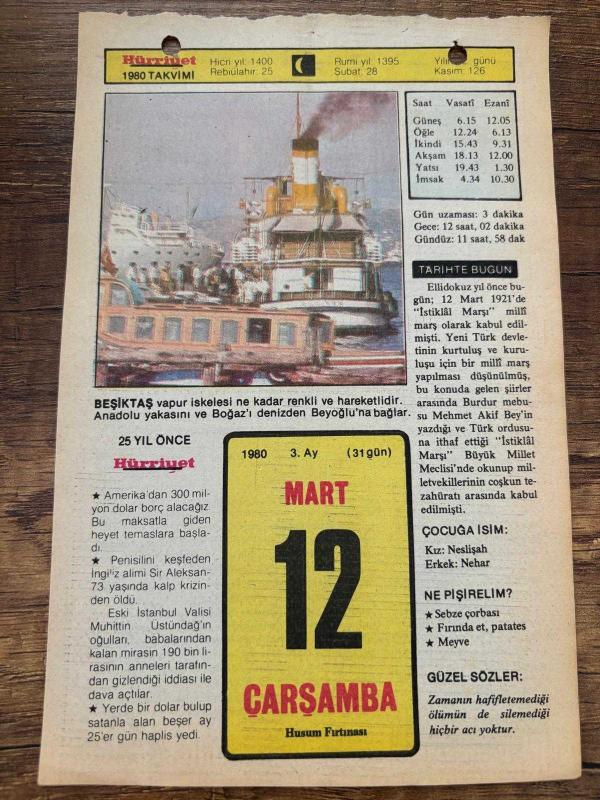 Hürriyet
1980 TAKVİMİ
Hicri yıl: 1400
Rebiülahir: 25
Rumi yıl: 1395
Şubat: 28
günü
Kasım: 126
Saat Vasatî Ezanî
Güneş 6.15 12.05
Öğle 12.24 6.13
İkindi 15.43 9.31
Akşam 18.13 12.00
Yatsı 19.43 1.30
İmsak 4.34 10.30
Gün uzaması: 3 dakika
Gece: 12 saat, 02 dakika
Gündüz: 11 saat, 58 dak
TARİHTE BUGÜN
Ellidokuz yıl önce bu-
gün; 12 Mart 1921'de
"İstiklâl Marşı" millî
marş olarak kabul edil-
mişti. Yeni Türk devle-
tinin kurtuluş ve kuru-
luşu için bir millî marş
yapılması düşünülmüş,
bu konuda gelen şiirler
arasında Burdur mebu-
su Mehmet Akif Bey'in
yazdığı ve Türk ordusu-
na ithaf ettiği "İstiklâl
Marşı" Büyük Millet
Meclisi'nde okunup mil-
letvekillerinin coşkun te-
zahüratı arasında kabul
edilmişti.
BEŞİKTAŞ vapur iskelesi ne kadar renkli ve hareketlidir.
Anadolu yakasını ve Boğaz'ı denizden Beyoğlu'na bağlar.
25 YIL ÖNCE
Hürriyet
★ Amerika'dan 300 mil-
yon dolar borç alacağız.
Bu maksatla giden
heyet temaslara başla-
dı.
★ Penisilini keşfeden
İngiliz alimi Sir Aleksan-
73 yaşında kalp krizin-
den öldü.
Eski İstanbul Valisi
Muhittin Üstündağ'ın
oğulları, babalarından
kalan mirasın 190 bin li-
rasının anneleri tarafın-
dan gizlendiği iddiası ile
dava açtılar.
★ Yerde bir dolar bulup
satanla alan beşer ay
25'er gün haplis yedi.
1980 3. Ay (31 gün)
MART
12
ÇARŞAMBA
Husum Fırtınası
ÇOCUĞA İSİM:
Kız: Neslişah
Erkek: Nehar
NE PİŞİRELİM?
★ Sebze çorbası
★ Fırında et, patates
★ Meyve
GÜZEL SÖZLER:
Zamanın hafifletemediği
ölümün de silemediği
hiçbir acı yoktur.